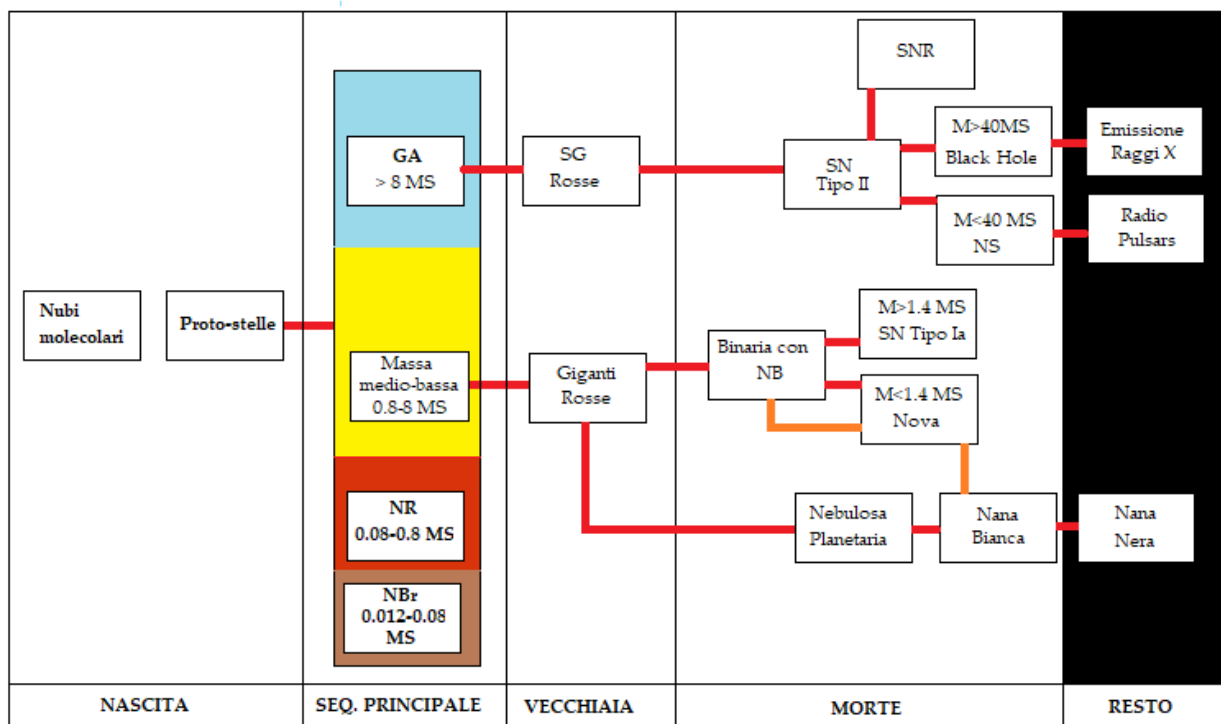 SNR
GA
> 8 MS
SG
Rosse
SN
Tipo II
M>40MS
Black Hole
Emissione
Raggi X
M<40 MS
NS
Radio
Pulsars
Nubi
molecolari
Proto-stelle
Massa
medio-bassa
0.8-8 MS
Giganti
Rosse
Binaria con
NB
M>1.4 MS
SN Tipo Ia
M<1.4 MS
Nova
NR
0.08-0.8 MS
Nebulosa
Planetaria
Nana
Bianca
Nana
Nera
NBr
0.012-0.08
MS
NASCITA
SEQ. PRINCIPALE
VECCHIAIA
MORTE
RESTO